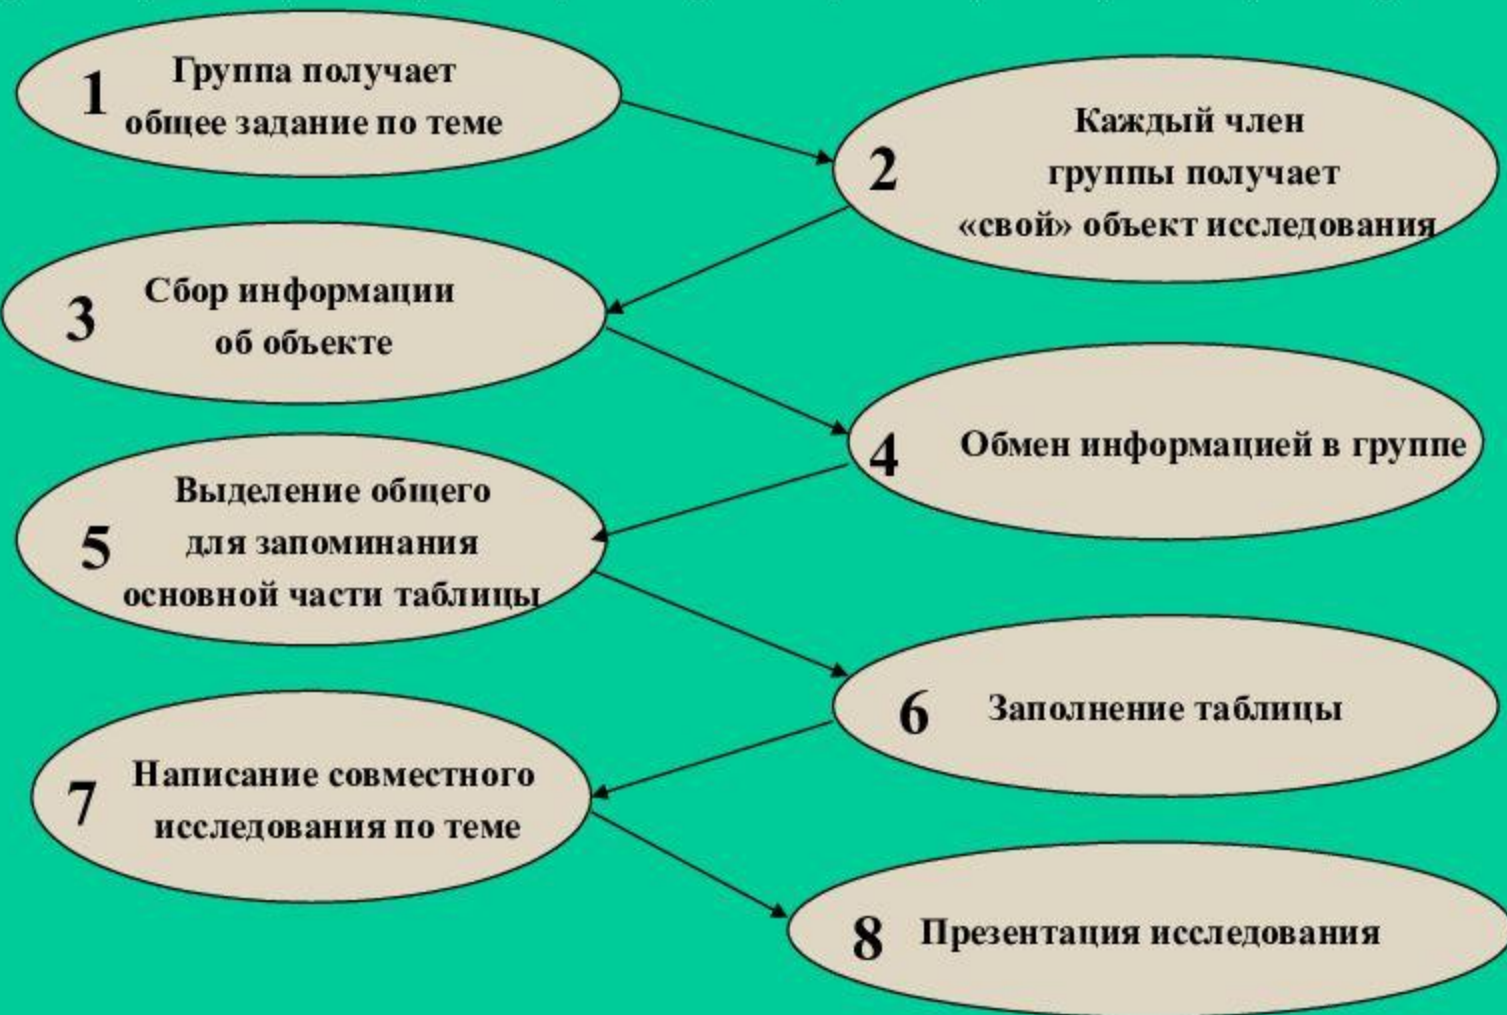 1
Группа получает
общее задание по теме
2
Каждый член
группы получает
«свой» объект исследования
3
Сбор информации
об объекте
4
Обмен информацией в группе
5
Выделение общего
для запоминания
основной части таблицы
6
Заполнение таблицы
7
Написание совместного
исследования по теме
8
Презентация исследования